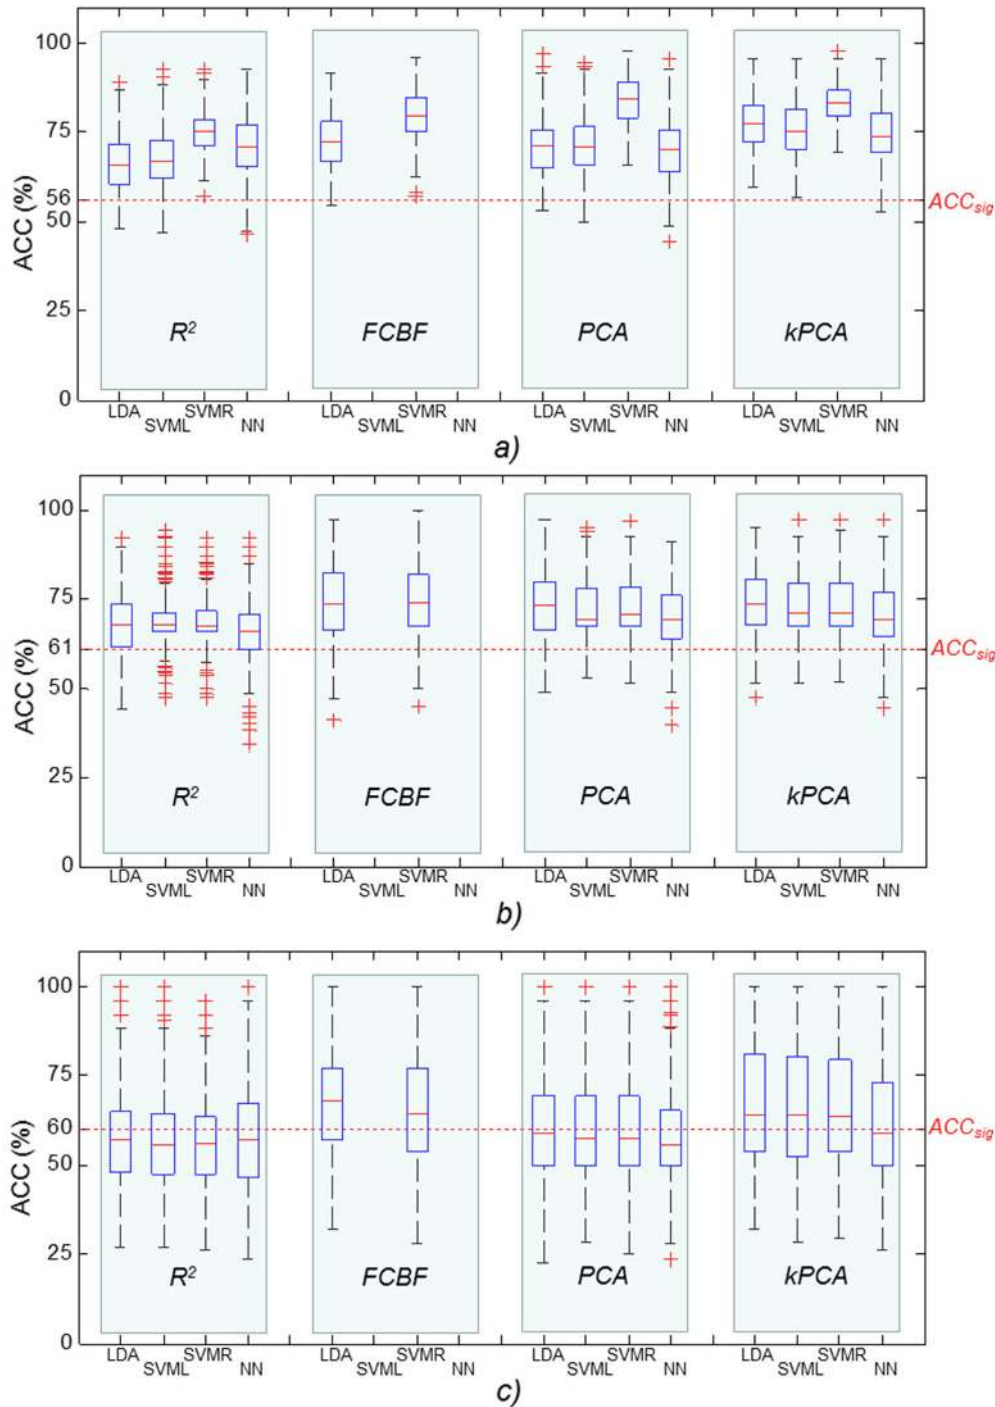 100
75
56
50
25
0
ACC (%)
ACCsig
R²
FCBF
PCA
kPCA
LDA SVMR LDA SVMR LDA SVMR LDA SVMR
SVML NN SVML NN SVML NN SVML NN
a)
100
75
61
50
25
0
ACC (%)
ACCsig
R²
FCBF
PCA
kPCA
LDA SVMR LDA SVMR LDA SVMR LDA SVMR
SVML NN SVML NN SVML NN SVML NN
b)
100
75
60
50
25
0
ACC (%)
ACCsig
R²
FCBF
PCA
kPCA
LDA SVMR LDA SVMR LDA SVMR LDA SVMR
SVML NN SVML NN SVML NN SVML NN
c)